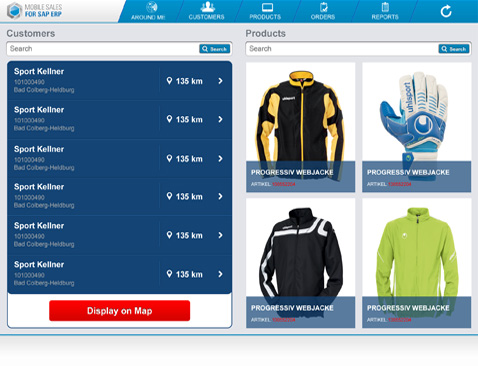 MOBILE SALES
FOR SAP ERP
AROUND ME
CUSTOMERS
PRODUCTS
ORDERS
REPORTS
Customers
Search
Search
Sport Kellner
101000490
Bad Colberg-Heldburg
135 km
Sport Kellner
101000490
Bad Colberg-Heldburg
135 km
Sport Kellner
101000490
Bad Colberg-Heldburg
135 km
Sport Kellner
101000490
Bad Colberg-Heldburg
135 km
Sport Kellner
101000490
Bad Colberg-Heldburg
135 km
Sport Kellner
101000490
Bad Colberg-Heldburg
135 km
Display on Map
Products
Search
Search
uhlsport
PROGRESSIV WEBJACKE
ARTIKEL:
uhlsport
PROGRESSIV WEBJACKE
ARTIKEL:
PROGRESSIV WEBJACKE
ARTIKEL:
PROGRESSIV WEBJACKE
ARTIKEL: